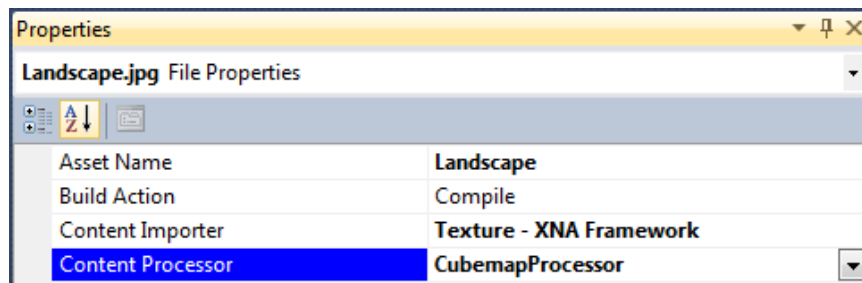 Properties
Landscape.jpg File Properties
A Z
Asset Name Landscape
Build Action Compile
Content Importer Texture - XNA Framework
Content Processor CubemapProcessor